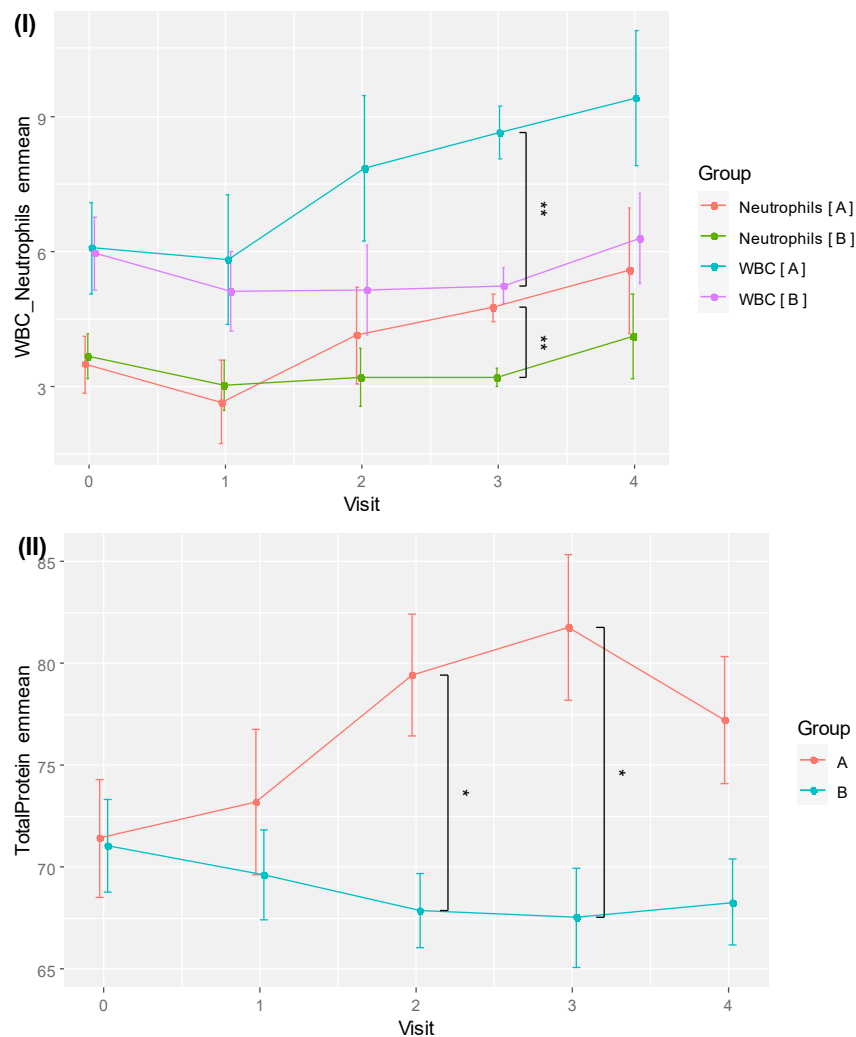 (I)
WBC_Neutrophils emmean
9
6
3
**
**
0 1 2 3 4
Visit
Group
Neutrophils [ A ]
Neutrophils [ B ]
WBC [ A ]
WBC [ B ]
(II)
TotalProtein emmean
85
80
75
70
65
*
*
0 1 2 3 4
Visit
Group
A
B